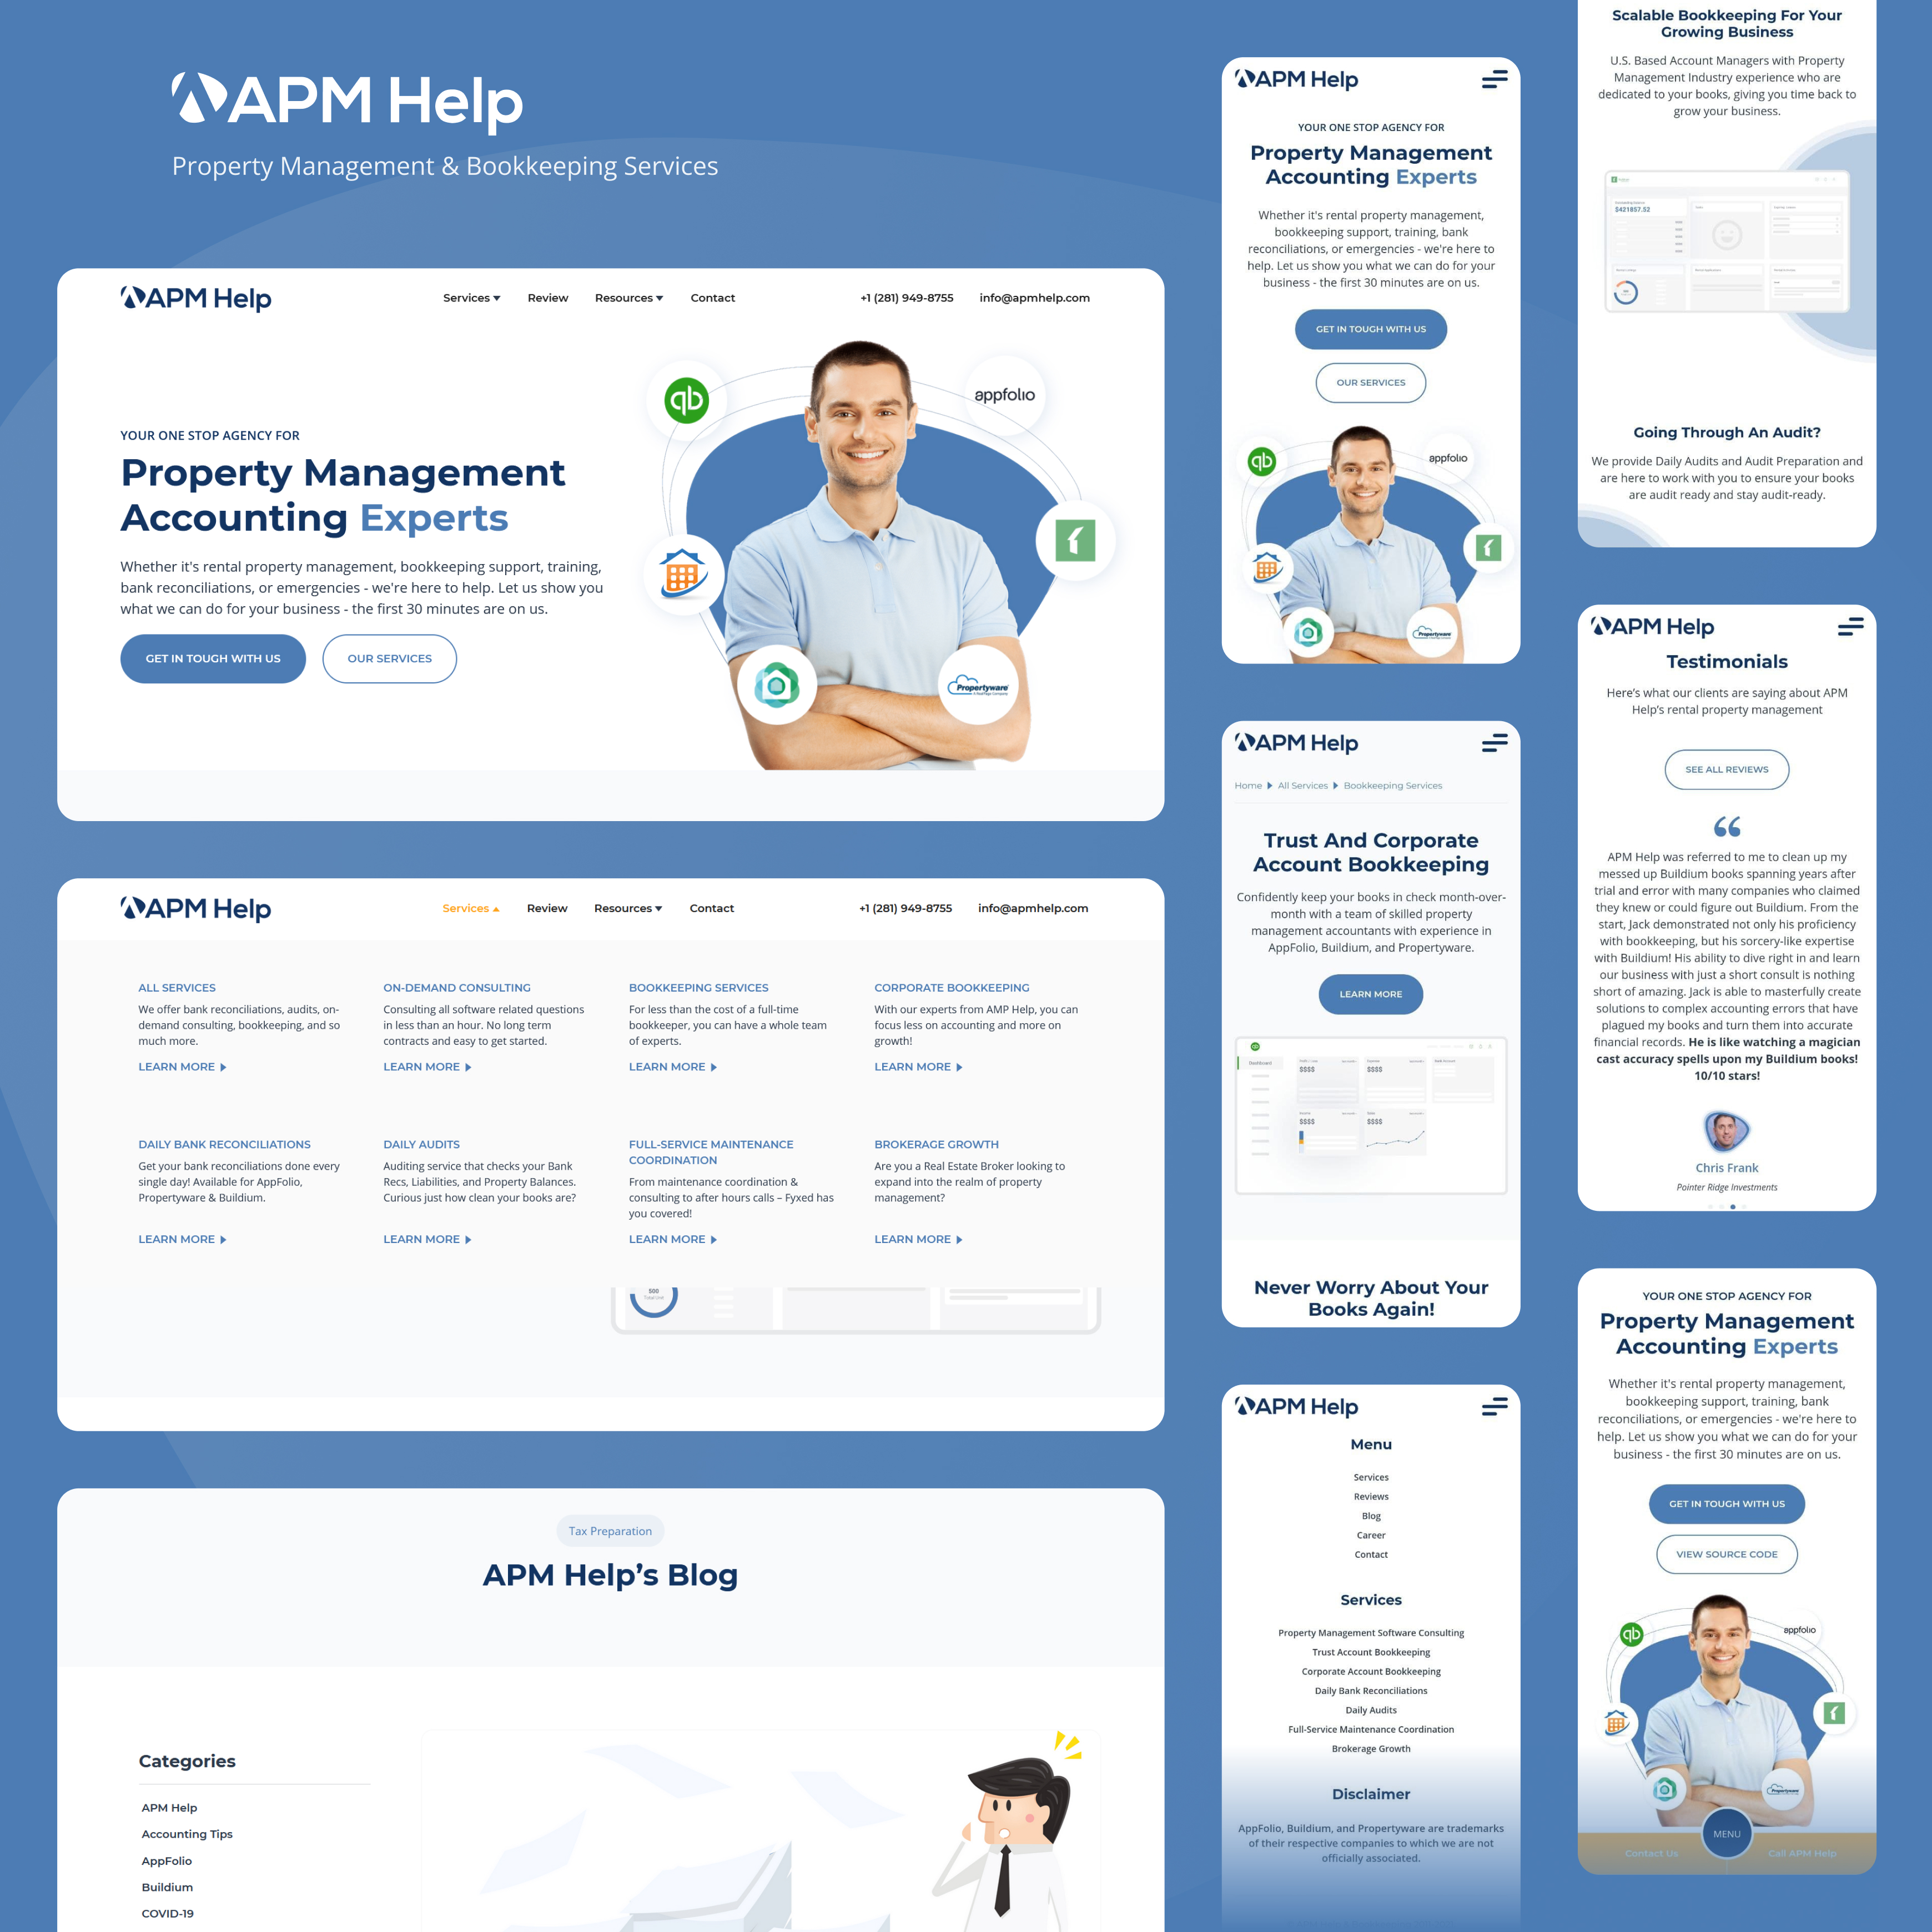 APM Help
Property Management & Bookkeeping Services
APM Help
Services
Review
Resources
Contact
+1 (281) 949-8755
info@apmhelp.com
YOUR ONE STOP AGENCY FOR
Property Management
Accounting Experts
Whether it's rental property management, bookkeeping support, training,
bank reconciliations, or emergencies - we're here to help. Let us show you
what we can do for your business - the first 30 minutes are on us.
GET IN TOUGH WITH US
OUR SERVICES
qb
appfolio
Propertyware
APM Help
Services
Review
Resources
Contact
+1 (281) 949-8755
info@apmhelp.com
ALL SERVICES
We offer bank reconciliations, audits, on-
demand consulting, bookkeeping, and so
much more.
LEARN MORE
ON-DEMAND CONSULTING
Consulting all software related questions
in less than an hour. No long term
contracts and easy to get started.
LEARN MORE
BOOKKEEPING SERVICES
For less than the cost of a full-time
bookkeeper, you can have a whole team
of experts.
LEARN MORE
CORPORATE BOOKKEEPING
With our experts from AMP Help, you can
focus less on accounting and more on
growth!
LEARN MORE
DAILY BANK RECONCILIATIONS
Get your bank reconciliations done every
single day! Available for AppFolio,
Propertyware & Buildium.
LEARN MORE
DAILY AUDITS
Auditing service that checks your Bank
Recs, Liabilities, and Property Balances.
Curious just how clean your books are?
LEARN MORE
FULL-SERVICE MAINTENANCE
COORDINATION
From maintenance coordination &
consulting to after hours calls – Fyxed has
you covered!
LEARN MORE
BROKERAGE GROWTH
Are you a Real Estate Broker looking to
expand into the realm of property
management?
LEARN MORE
500
Total Unit
Tax Preparation
APM Help’s Blog
Categories
APM Help
Accounting Tips
AppFolio
Buildium
COVID-19
APM Help
YOUR ONE STOP AGENCY FOR
Property Management
Accounting Experts
Whether it's rental property management,
bookkeeping support, training, bank
reconciliations, or emergencies - we're here to
help. Let us show you what we can do for your
business - the first 30 minutes are on us.
GET IN TOUGH WITH US
OUR SERVICES
qb
appfolio
Propertyware
APM Help
Home
All Services
Bookkeeping Services
Trust And Corporate
Account Bookkeeping
Confidently keep your books in check month-over-
month with a team of skilled property
management accountants with experience in
AppFolio, Buildium, and Propertyware.
LEARN MORE
Dashboard
$$$$
$$$$
$$$$
$$$$
Never Worry About Your
Books Again!
APM Help
Menu
Services
Reviews
Blog
Career
Contact
Services
Property Management Software Consulting
Trust Account Bookkeeping
Corporate Account Bookkeeping
Daily Bank Reconciliations
Daily Audits
Full-Service Maintenance Coordination
Brokerage Growth
Disclaimer
AppFolio, Buildium, and Propertyware are trademarks
of their respective companies to which we are not
officially associated.
Scalable Bookkeeping For Your
Growing Business
U.S. Based Account Managers with Property
Management Industry experience who are
dedicated to your books, giving you time back to
grow your business.
$421857.52
Going Through An Audit?
We provide Daily Audits and Audit Preparation and
are here to work with you to ensure your books
are audit ready and stay audit-ready.
APM Help
Testimonials
Here’s what our clients are saying about APM
Help’s rental property management
SEE ALL REVIEWS
APM Help was referred to me to clean up my
messed up Buildium books spanning years after
trial and error with many companies who claimed
they knew or could figure out Buildium. From the
start, Jack demonstrated not only his proficiency
with bookkeeping, but his sorcery-like expertise
with Buildium! His ability to dive right in and learn
our business with just a short consult is nothing
short of amazing. Jack is able to masterfully create
solutions to complex accounting errors that have
plagued my books and turn them into accurate
financial records. He is like watching a magician
cast accuracy spells upon my Buildium books!
10/10 stars!
Chris Frank
Pointer Ridge Investments
YOUR ONE STOP AGENCY FOR
Property Management
Accounting Experts
Whether it's rental property management,
bookkeeping support, training, bank
reconciliations, or emergencies - we're here to
help. Let us show you what we can do for your
business - the first 30 minutes are on us.
GET IN TOUGH WITH US
VIEW SOURCE CODE
qb
appfolio
Propertyware
Contact Us
MENU
Call APM Help